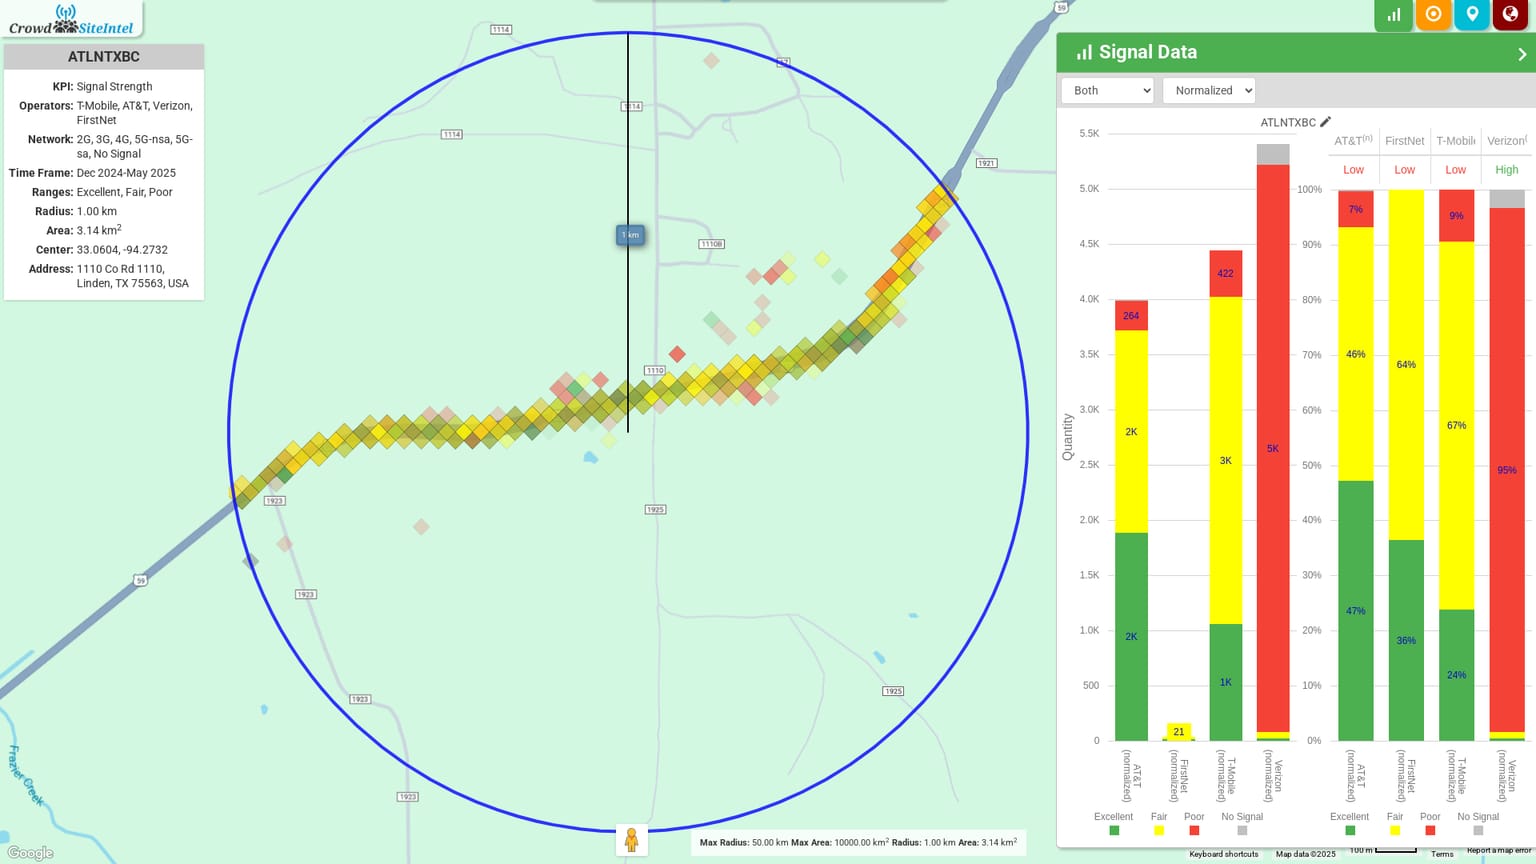 Crowd SiteIntel
ATLNTXBC
KPI: Signal Strength
Operators: T-Mobile, AT&T, Verizon,
FirstNet
Network: 2G, 3G, 4G, 5G-nsa, 5G-
sa, No Signal
Time Frame: Dec 2024-May 2025
Ranges: Excellent, Fair, Poor
Radius: 1.00 km
Area: 3.14 km²
Center: 33.0604, -94.2732
Address: 1110 Co Rd 1110,
Linden, TX 75563, USA
59
1114
17
1114
1114
1921
1 km
1110B
1110
1923
1925
59
1923
1925
1923
1923
Frazier Creek
Google
Max Radius: 50.00 km Max Area: 10000.00 km² Radius: 1.00 km Area: 3.14 km²
Signal Data
Both
Normalized
ATLNTXBC
AT&T(n) FirstNet T-Mobile Verizon(
Low Low Low High
Quantity
5.5K
5.0K
4.5K
4.0K
3.5K
3.0K
2.5K
2.0K
1.5K
1.0K
500
0
264
2K
2K
21
422
3K
1K
5K
AT&T
(normalized)
FirstNet
(normalized)
T-Mobile
(normalized)
Verizon
(normalized)
Excellent Fair Poor No Signal
100%
90%
80%
70%
60%
50%
40%
30%
20%
10%
0%
7%
46%
47%
64%
36%
9%
67%
24%
95%
AT&T
(normalized)
FirstNet
(normalized)
T-Mobile
(normalized)
Verizon
(normalized)
Excellent Fair Poor No Signal
Keyboard shortcuts Map data ©2025 100 m Terms Report a map error